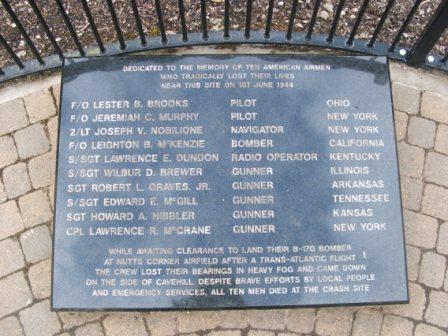 DEDICATED TO THE MEMORY OF TEN AMERICAN AIRMEN
WHO TRAGICALLY LOST THEIR LIVES
NEAR THIS SITE ON 1ST JUNE 1944
F/O LESTER B. BROOKS PILOT OHIO
F/O JEREMIAH C. MURPHY PILOT NEW YORK
2/LT JOSEPH V. NOBILIONE NAVIGATOR NEW YORK
F/O LEIGHTON B. McKENZIE BOMBER CALIFORNIA
S/SGT LAWRENCE E. DUNDON RADIO OPERATOR KENTUCKY
S/SGT WILBUR D. BREWER GUNNER ILLINOIS
SGT ROBERT L. GRAVES. JR. GUNNER ARKANSAS
S/SGT EDWARD E. McGILL GUNNER TENNESSEE
SGT HOWARD A. HIBBLER GUNNER KANSAS
CPL LAWRENCE R. McCRANE GUNNER NEW YORK
WHILE AWAITING CLEARANCE TO LAND THEIR B-17G BOMBER
AT NUTTS CORNER AIRFIELD AFTER A TRANS-ATLANTIC FLIGHT
THE CREW LOST THEIR BEARINGS IN HEAVY FOG AND CAME DOWN
ON THE SIDE OF CAVEHILL. DESPITE BRAVE EFFORTS BY LOCAL PEOPLE
AND EMERGENCY SERVICES, ALL TEN MEN DIED AT THE CRASH SITE